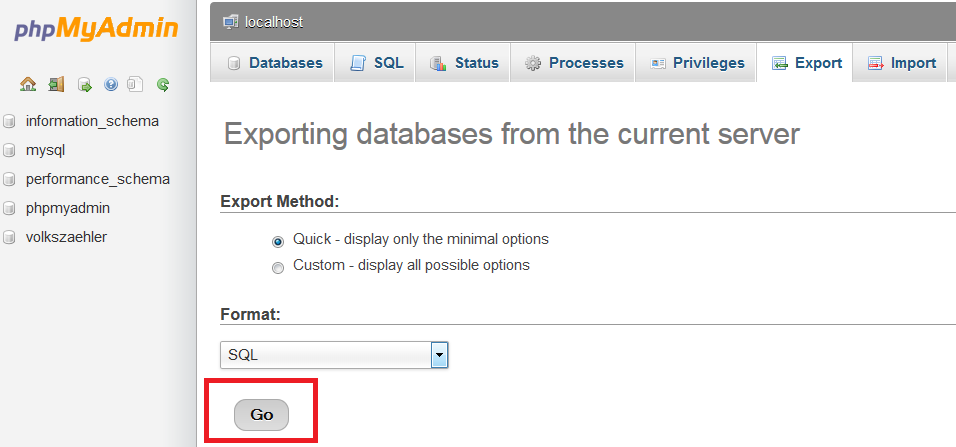 phpMyAdmin
localhost
Databases SQL Status Processes Privileges Export Import
information_schema
mysql
performance_schema
phpmyadmin
volkszaehler
Exporting databases from the current server
Export Method:
Quick - display only the minimal options
Custom - display all possible options
Format:
SQL
Go